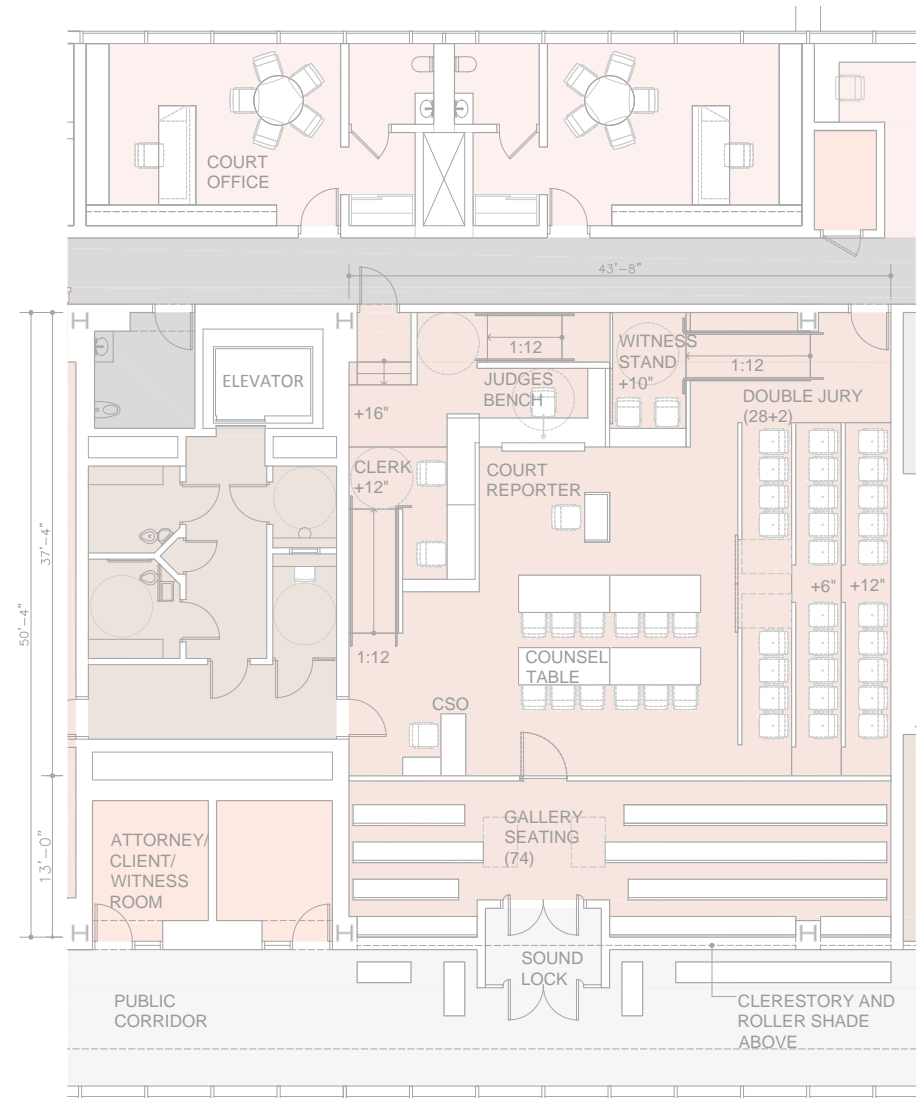 COURT
OFFICE
43'-8"
ELEVATOR
1:12
WITNESS
STAND
+10"
1:12
JUDGES
BENCH
DOUBLE JURY
(28+2)
+16"
CLERK
+12"
COURT
REPORTER
37'-4"
50'-4"
+6"
+12"
1:12
COUNSEL
TABLE
CSO
GALLERY
SEATING
(74)
ATTORNEY/
CLIENT/
WITNESS
ROOM
13'-0"
SOUND
LOCK
PUBLIC
CORRIDOR
CLERESTORY AND
ROLLER SHADE
ABOVE